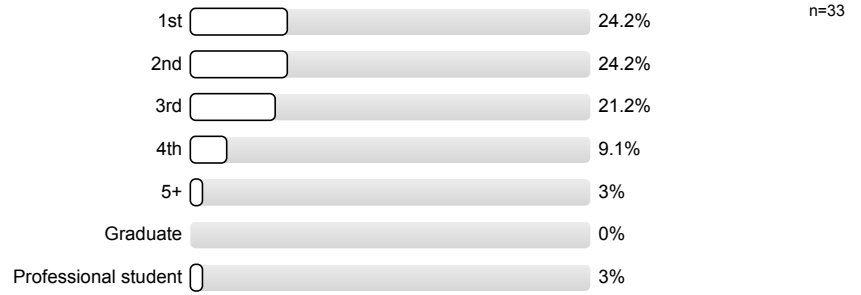 1st 24.2% n=33
2nd 24.2%
3rd 21.2%
4th 9.1%
5+ 3%
Graduate 0%
Professional student 3%